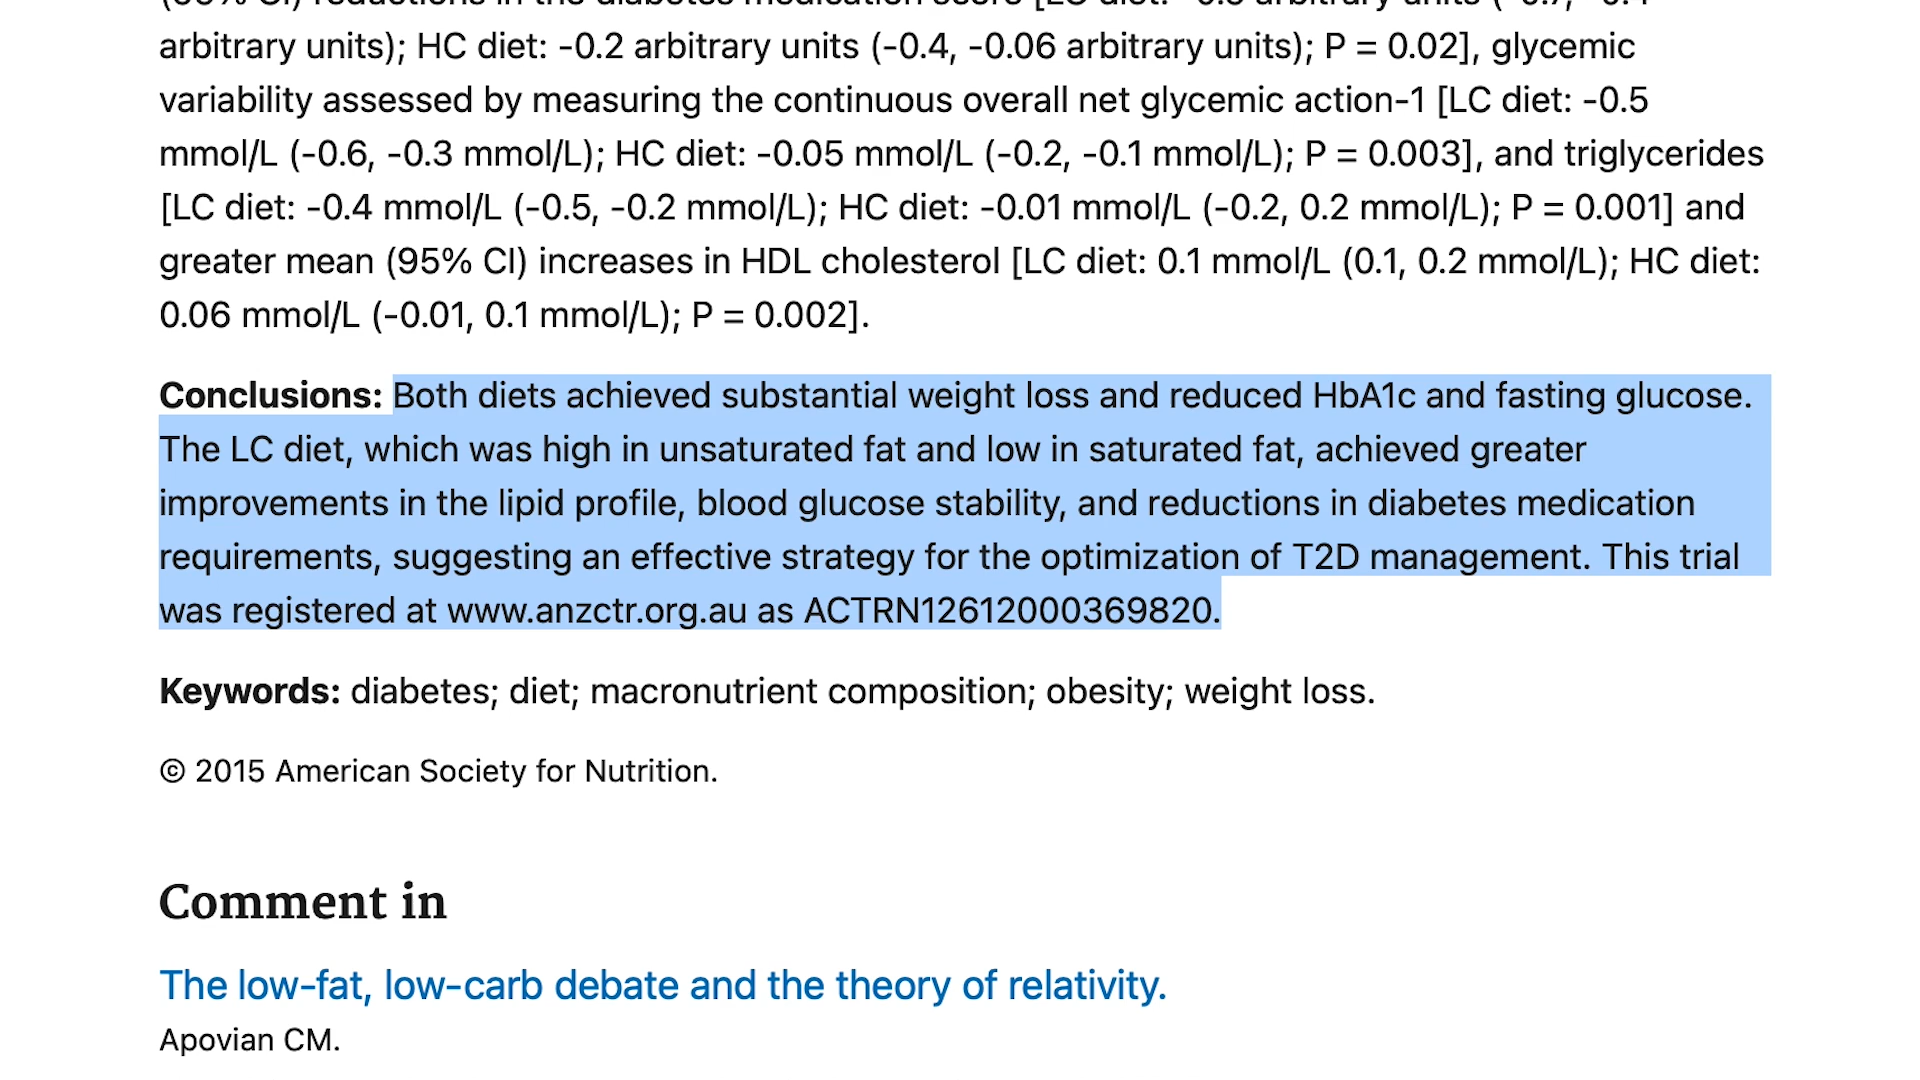 arbitrary units); HC diet: -0.2 arbitrary units (-0.4, -0.06 arbitrary units); P = 0.02], glycemic
variability assessed by measuring the continuous overall net glycemic action-1 [LC diet: -0.5
mmol/L (-0.6, -0.3 mmol/L); HC diet: -0.05 mmol/L (-0.2, -0.1 mmol/L); P = 0.003], and triglycerides
[LC diet: -0.4 mmol/L (-0.5, -0.2 mmol/L); HC diet: -0.01 mmol/L (-0.2, 0.2 mmol/L); P = 0.001] and
greater mean (95% CI) increases in HDL cholesterol [LC diet: 0.1 mmol/L (0.1, 0.2 mmol/L); HC diet:
0.06 mmol/L (-0.01, 0.1 mmol/L); P = 0.002].
Conclusions: Both diets achieved substantial weight loss and reduced HbA1c and fasting glucose.
The LC diet, which was high in unsaturated fat and low in saturated fat, achieved greater
improvements in the lipid profile, blood glucose stability, and reductions in diabetes medication
requirements, suggesting an effective strategy for the optimization of T2D management. This trial
was registered at www.anzctr.org.au as ACTRN12612000369820.
Keywords: diabetes; diet; macronutrient composition; obesity; weight loss.
© 2015 American Society for Nutrition.
Comment in
The low-fat, low-carb debate and the theory of relativity.
Apovian CM.